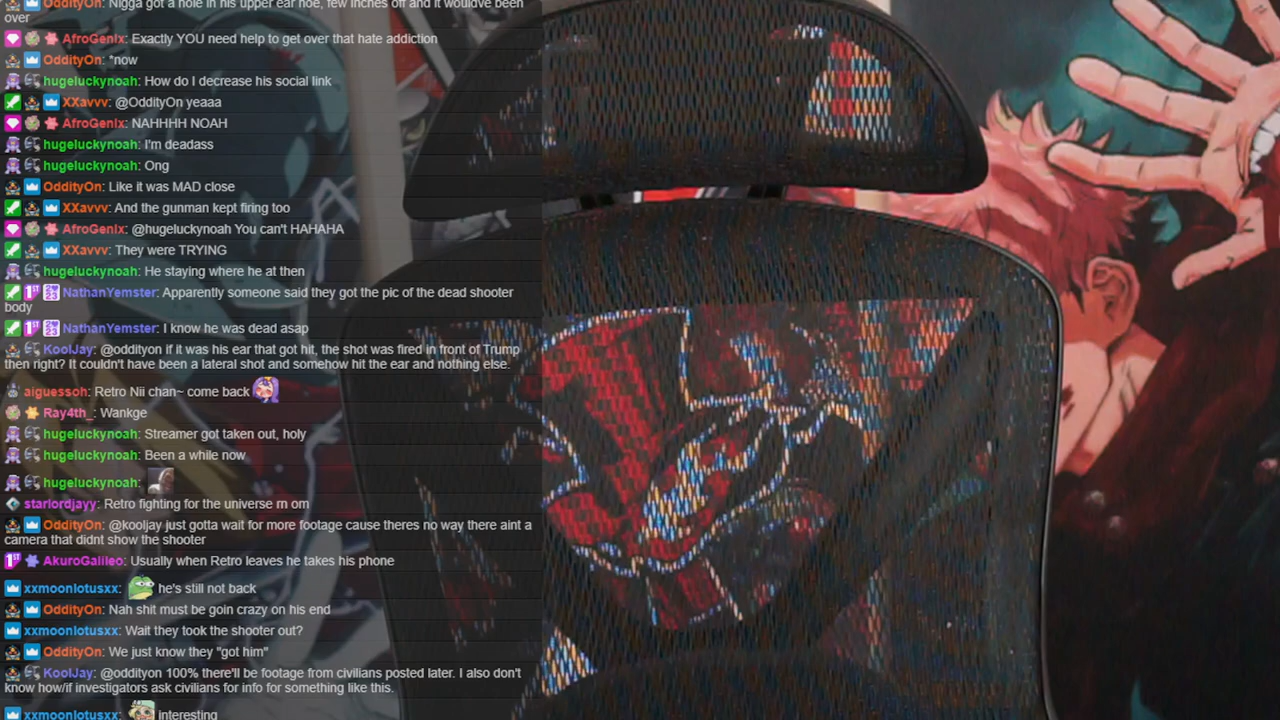 OddityOn: Nigga got a hole in his upper ear hoe, few inches off and it wouldve been
over
AfroGenix: Exactly YOU need help to get over that hate addiction
OddityOn: *now
hugeluckynoah: How do I decrease his social link
XXavvv: @OddityOn yeaaa
AfroGenix: NAHHHH NOAH
hugeluckynoah: I'm deadass
hugeluckynoah: Ong
OddityOn: Like it was MAD close
XXavvv: And the gunman kept firing too
AfroGenix: @hugeluckynoah You can't HAHAHA
XXavvv: They were TRYING
hugeluckynoah: He staying where he at then
1ST NathanYemster: Apparently someone said they got the pic of the dead shooter
body
1ST NathanYemster: I know he was dead asap
KoolJay: @oddityon if it was his ear that got hit, the shot was fired in front of Trump
then right? It couldn't have been a lateral shot and somehow hit the ear and nothing else.
aiguessoh: Retro Nii chan~ come back
Ray4th_: Wankge
hugeluckynoah: Streamer got taken out, holy
hugeluckynoah: Been a while now
hugeluckynoah:
starlordjayy: Retro fighting for the universe rn om
OddityOn: @kooljay just gotta wait for more footage cause theres no way there aint a
camera that didnt show the shooter
1ST AkuroGalileo: Usually when Retro leaves he takes his phone
xxmoonlotusxx: he's still not back
OddityOn: Nah shit must be goin crazy on his end
xxmoonlotusxx: Wait they took the shooter out?
OddityOn: We just know they "got him"
KoolJay: @oddityon 100% there'll be footage from civilians posted later. I also don't
know how/if investigators ask civilians for info for something like this.
xxmoonlotusxx: interesting